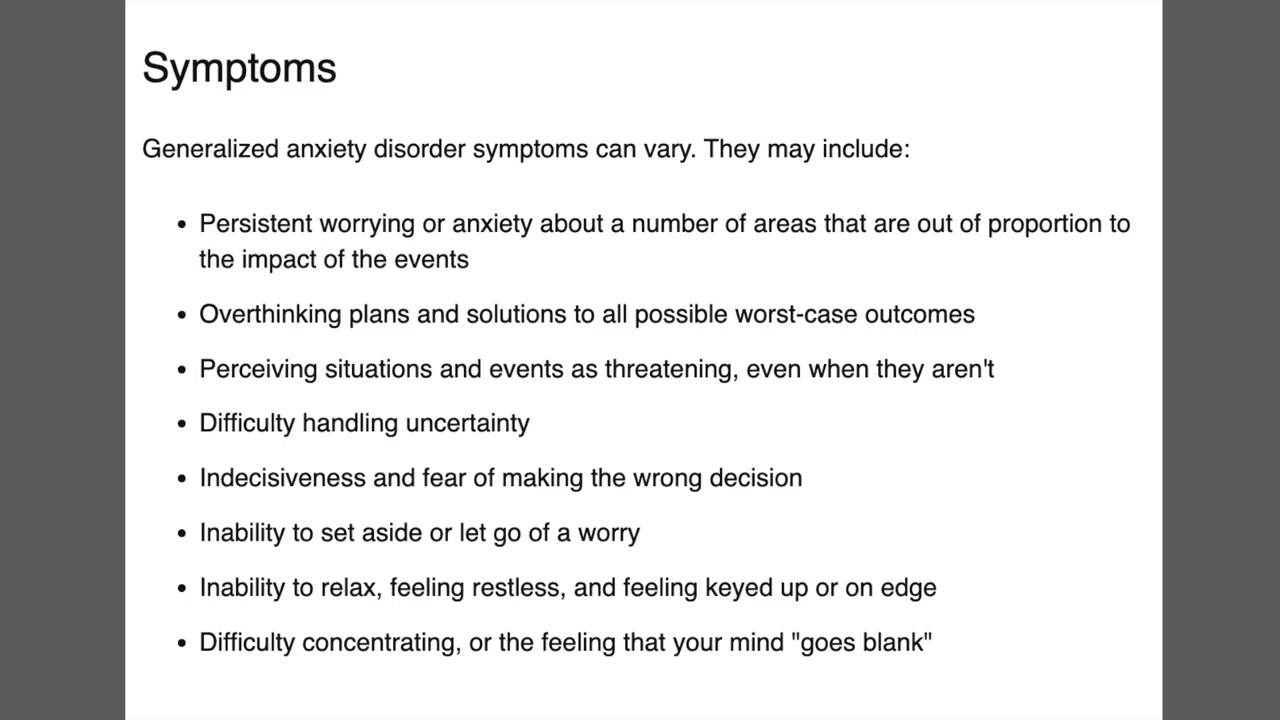 Symptoms
Generalized anxiety disorder symptoms can vary. They may include:
• Persistent worrying or anxiety about a number of areas that are out of proportion to
the impact of the events
• Overthinking plans and solutions to all possible worst-case outcomes
• Perceiving situations and events as threatening, even when they aren't
• Difficulty handling uncertainty
• Indecisiveness and fear of making the wrong decision
• Inability to set aside or let go of a worry
• Inability to relax, feeling restless, and feeling keyed up or on edge
• Difficulty concentrating, or the feeling that your mind "goes blank"